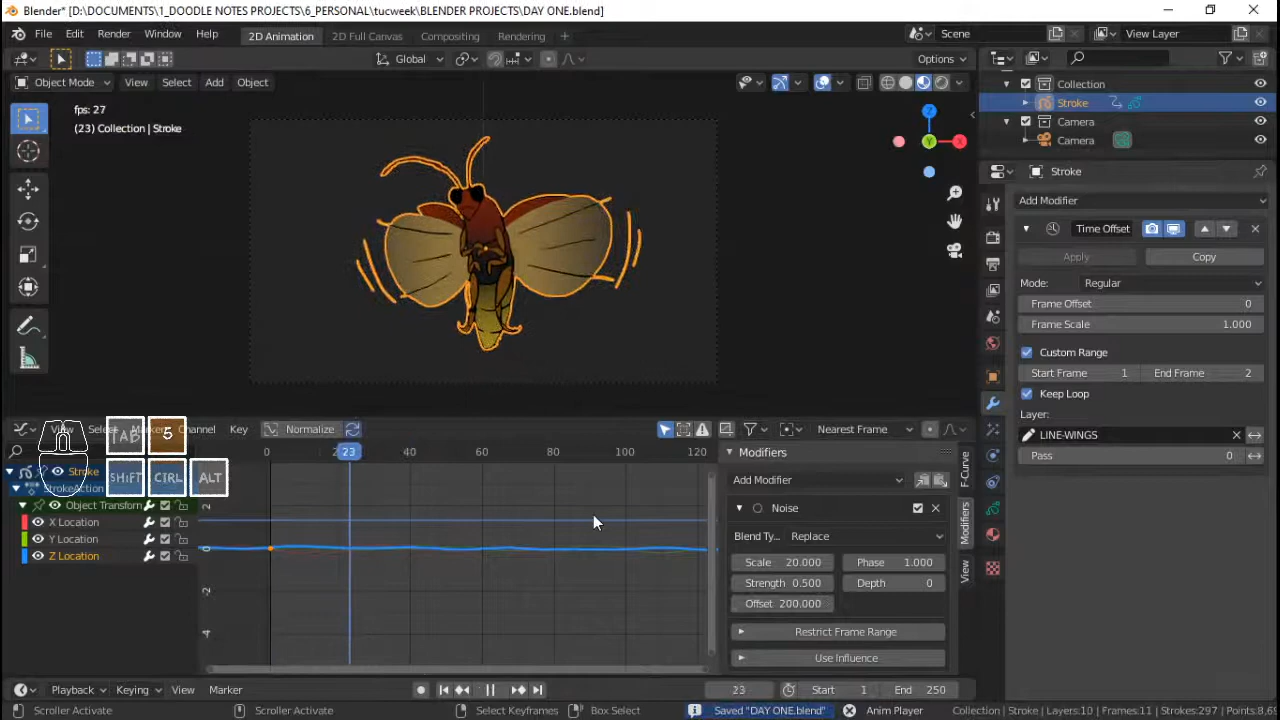 Blender* [D:\DOCUMENTS\1_DOODLE NOTES PROJECTS\6_PERSONAL\tucweek\BLENDER PROJECTS\DAY ONE.blend]
File Edit Render Window Help 2D Animation 2D Full Canvas Compositing Rendering + Scene View Layer
Global Options
Object Mode View Select Add Object
Collection
fps: 27
(23) Collection | Stroke
Stroke
Camera
Camera
Z
Y
X
Stroke
Add Modifier
Time Offset
Apply Copy
Mode: Regular
Frame Offset 0
Frame Scale 1.000
Custom Range
Start Frame 1 End Frame 2
Keep Loop
Layer:
LINE-WINGS
Pass 0
View Select Marker Channel Key Normalize Nearest Frame
TAB 5
SHiFT CTRL ALT
0 23 40 60 80 100 120
2
0
-2
-4
Stroke
StrokeAction
Object Transform
X Location
Y Location
Z Location
Modifiers
Add Modifier
Noise
Blend Ty... Replace
Scale 20.000 Phase 1.000
Strength 0.500 Depth 0
Offset 200.000
Restrict Frame Range
Use Influence
F-Curve
Modifiers
View
Playback Keying View Marker 23 Start 1 End 250
Scroller Activate Scroller Activate Select Keyframes Box Select Saved "DAY ONE.blend" Anim Player Collection | Stroke | Layers:10 | Frames:11 | Strokes:297 | Points:8,6